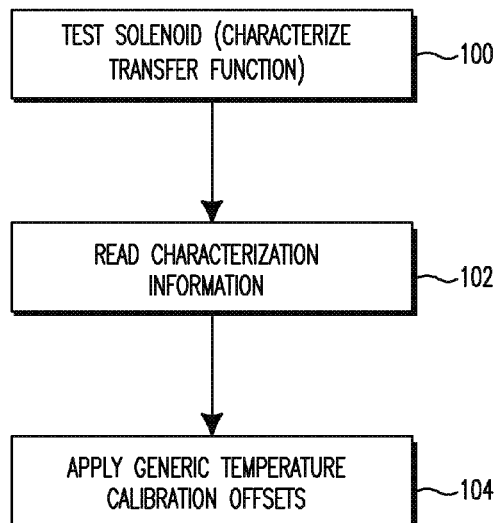 TEST SOLENOID (CHARACTERIZE
TRANSFER FUNCTION)
100
READ CHARACTERIZATION
INFORMATION
102
APPLY GENERIC TEMPERATURE
CALIBRATION OFFSETS
104